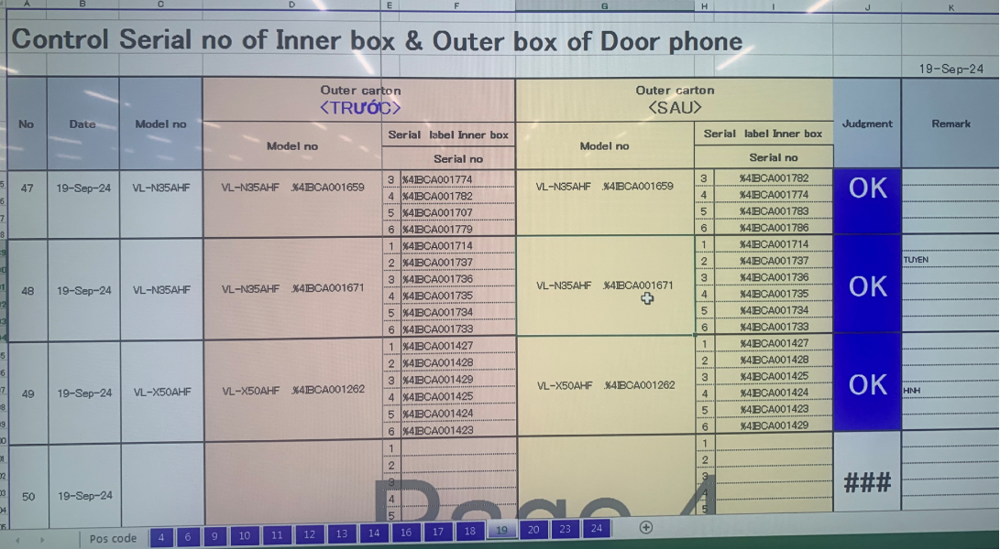 A B C D E F G H I J K
Control Serial no of Inner box & Outer box of Door phone
19-Sep-24
No Date Model no Outer carton <TRƯỚC> Outer carton <SAU> Judgment Remark
Model no Serial label Inner box Model no Serial label Inner box
Serial no Serial no
47 19-Sep-24 VL-N35AHF VL-N35AHF .%4IBCA001659 VL-N35AHF .%4IBCA001659 OK
3 %4IBCA001774 3 %4IBCA001782
4 %4IBCA001782 4 %4IBCA001774
5 %4IBCA001707 5 %4IBCA001783
6 %4IBCA001779 6 %4IBCA001786
48 19-Sep-24 VL-N35AHF VL-N35AHF .%4IBCA001671 VL-N35AHF .%4IBCA001671 OK
1 %4IBCA001714 1 %4IBCA001714
2 %4IBCA001737 2 %4IBCA001737 TUYEN
3 %4IBCA001736 3 %4IBCA001736
4 %4IBCA001735 4 %4IBCA001735
5 %4IBCA001734 5 %4IBCA001734
6 %4IBCA001733 6 %4IBCA001733
49 19-Sep-24 VL-X50AHF VL-X50AHF .%4IBCA001262 VL-X50AHF .%4IBCA001262 OK
1 %4IBCA001427 1 %4IBCA001427
2 %4IBCA001428 2 %4IBCA001428
3 %4IBCA001429 3 %4IBCA001425
4 %4IBCA001425 4 %4IBCA001424 HNH
5 %4IBCA001424 5 %4IBCA001423
6 %4IBCA001423 6 %4IBCA001429
50 19-Sep-24 ###
1 1
2 2
3 3
4 4
5 5
Page 4
Pos code 4 6 9 10 11 12 13 14 16 17 18 19 20 23 24